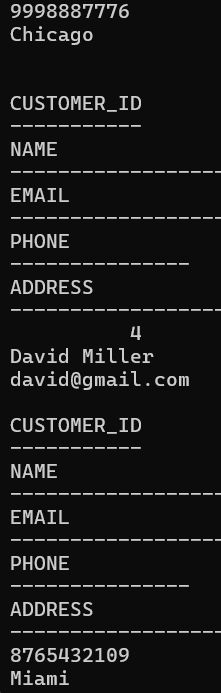 9998887776
Chicago
CUSTOMER_ID
-----------
NAME
------------------
EMAIL
------------------
PHONE
---------------
ADDRESS
------------------
4
David Miller
david@gmail.com
CUSTOMER_ID
-----------
NAME
------------------
EMAIL
------------------
PHONE
---------------
ADDRESS
------------------
8765432109
Miami